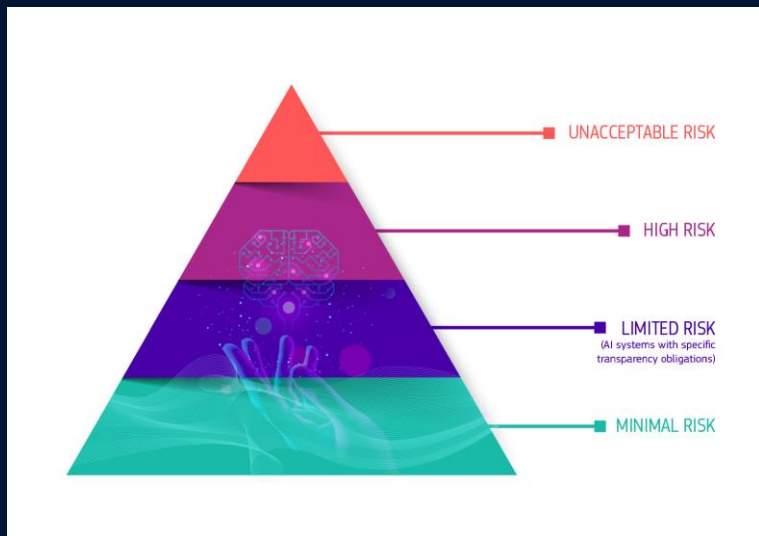 UNACCEPTABLE RISK
HIGH RISK
LIMITED RISK
(AI systems with specific
transparency obligations)
MINIMAL RISK